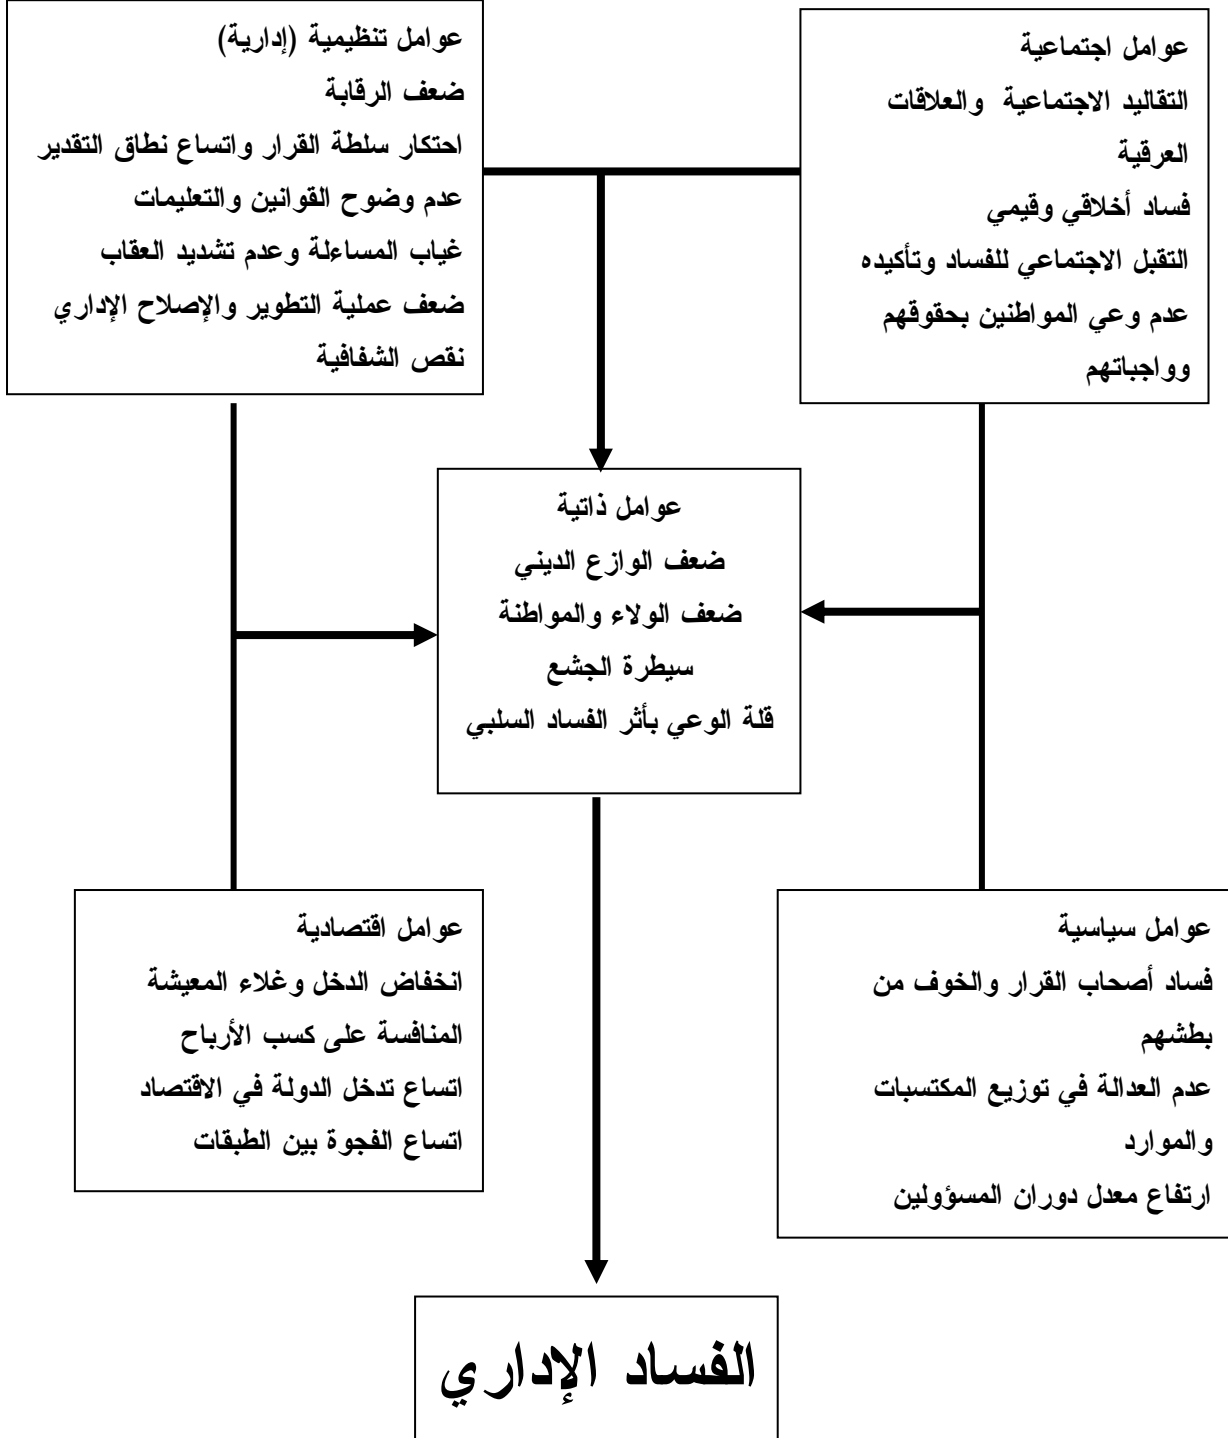 عوامل اجتماعية
التقاليد الاجتماعية والعلاقات
العرقية
فساد أخلاقي وقيمي
التقبل الاجتماعي للفساد وتأكيده
عدم وعي المواطنين بحقوقهم
وواجباتهم
عوامل تنظيمية (إدارية)
ضعف الرقابة
احتكار سلطة القرار واتساع نطاق التقدير
عدم وضوح القوانين والتعليمات
غياب المساءلة وعدم تشديد العقاب
ضعف عملية التطوير والإصلاح الإداري
نقص الشفافية
عوامل ذاتية
ضعف الوازع الديني
ضعف الولاء والمواطنة
سيطرة الجشع
قلة الوعي بأثر الفساد السلبي
عوامل سياسية
فساد أصحاب القرار والخوف من
بطشهم
عدم العدالة في توزيع المكتسبات
والموارد
ارتفاع معدل دوران المسؤولين
عوامل اقتصادية
انخفاض الدخل وغلاء المعيشة
المنافسة على كسب الأرباح
اتساع تدخل الدولة في الاقتصاد
اتساع الفجوة بين الطبقات
الفساد الإداري